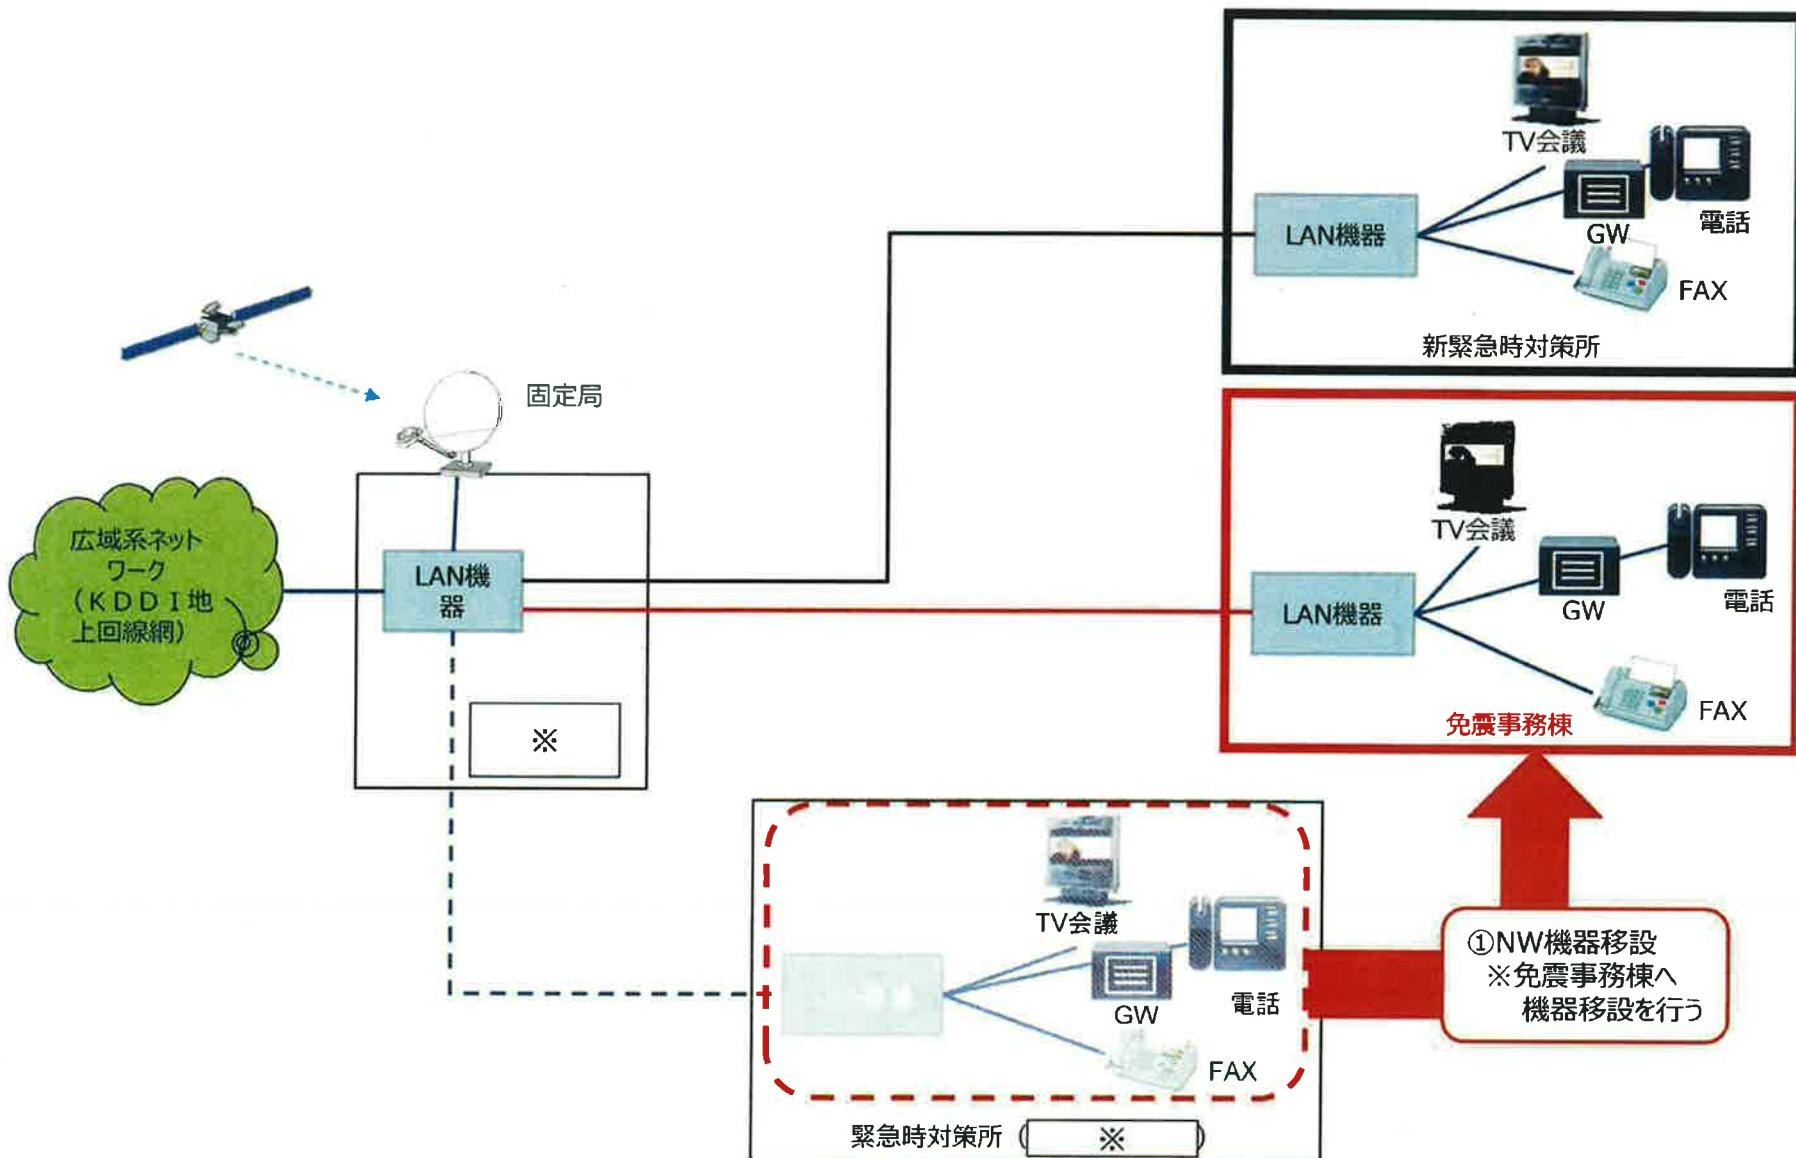 TV会議
GW
電話
LAN機器
FAX
新緊急時対策所
固定局
広域系ネット
ワーク
(KDDI地
上回線網)
LAN機
器
※
TV会議
GW
電話
LAN機器
FAX
免震事務棟
TV会議
GW
電話
FAX
緊急時対策所 ( ※ )
①NW機器移設
※免震事務棟へ
機器移設を行う